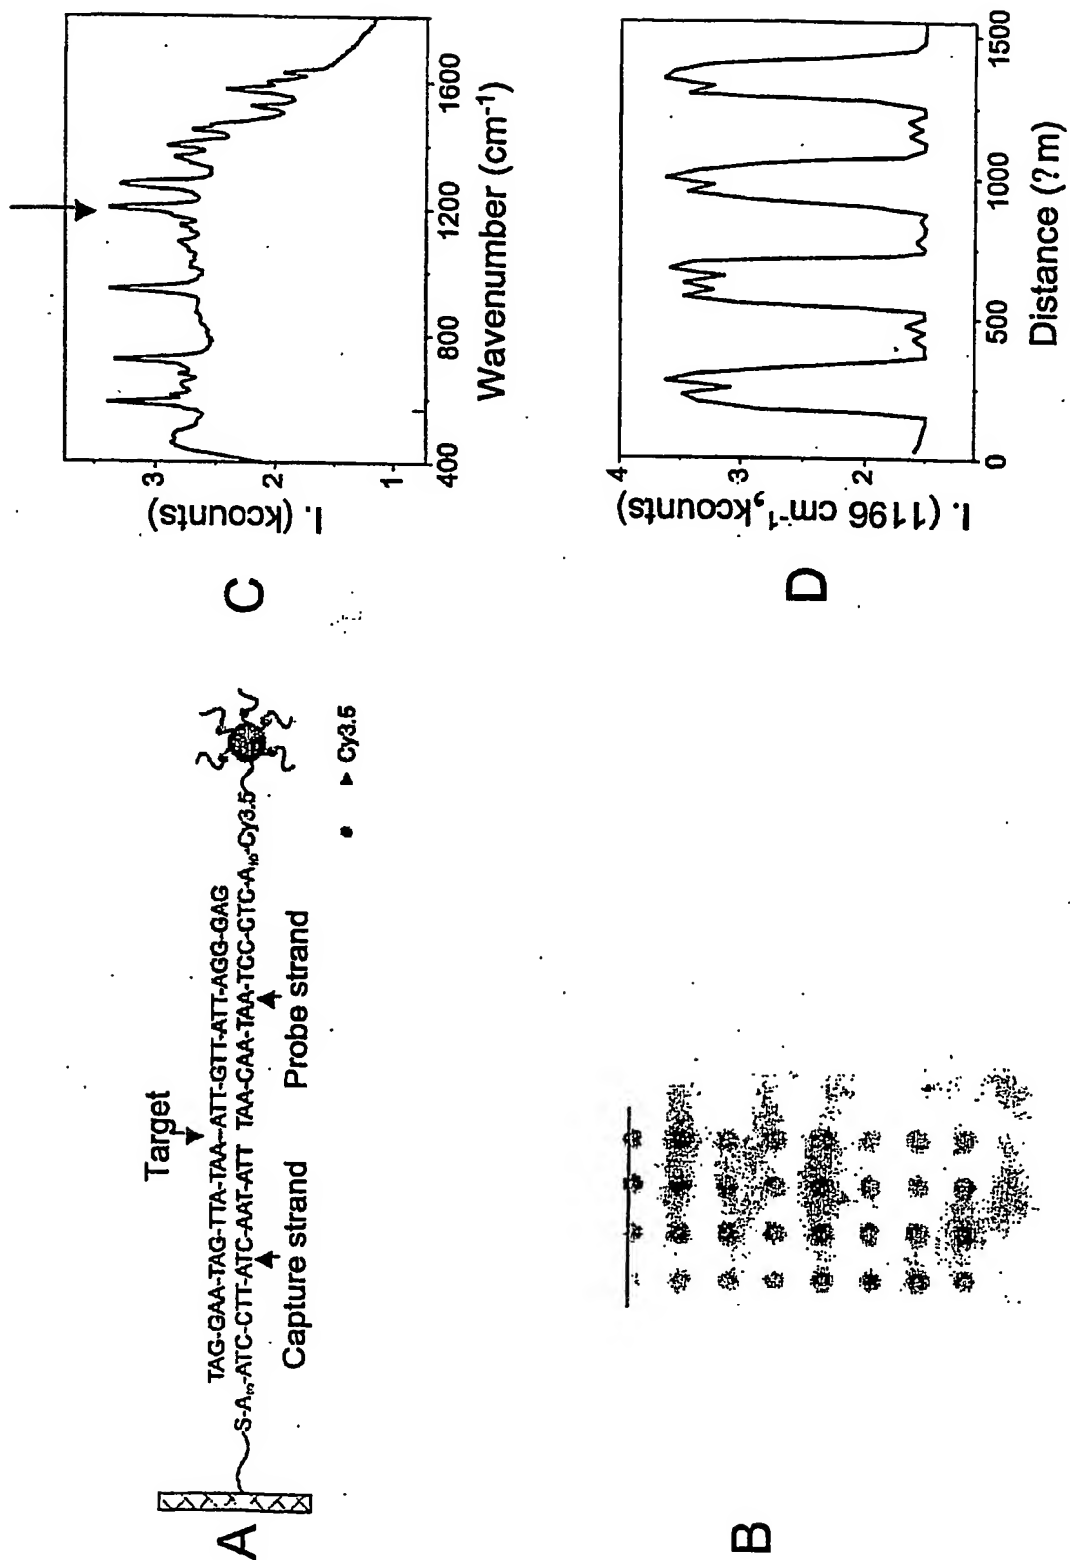 A
Target
TAG-GAA-TAG-TTA-TAA-ATT-GTT-ATT-AGG-GAG
S-A₁₀-ATC-CTT-ATC-AAT-ATT TAA-CAA-TAA-TCC-CTC-A₁₀-Cy3.5
Capture strand
Probe strand
Cy3.5
B
C
I. (kcounts)
3
2
1
400
800
1200
1600
Wavenumber (cm⁻¹)
D
I. (1196 cm⁻¹,kcounts)
4
3
2
0
500
1000
1500
Distance (?m)